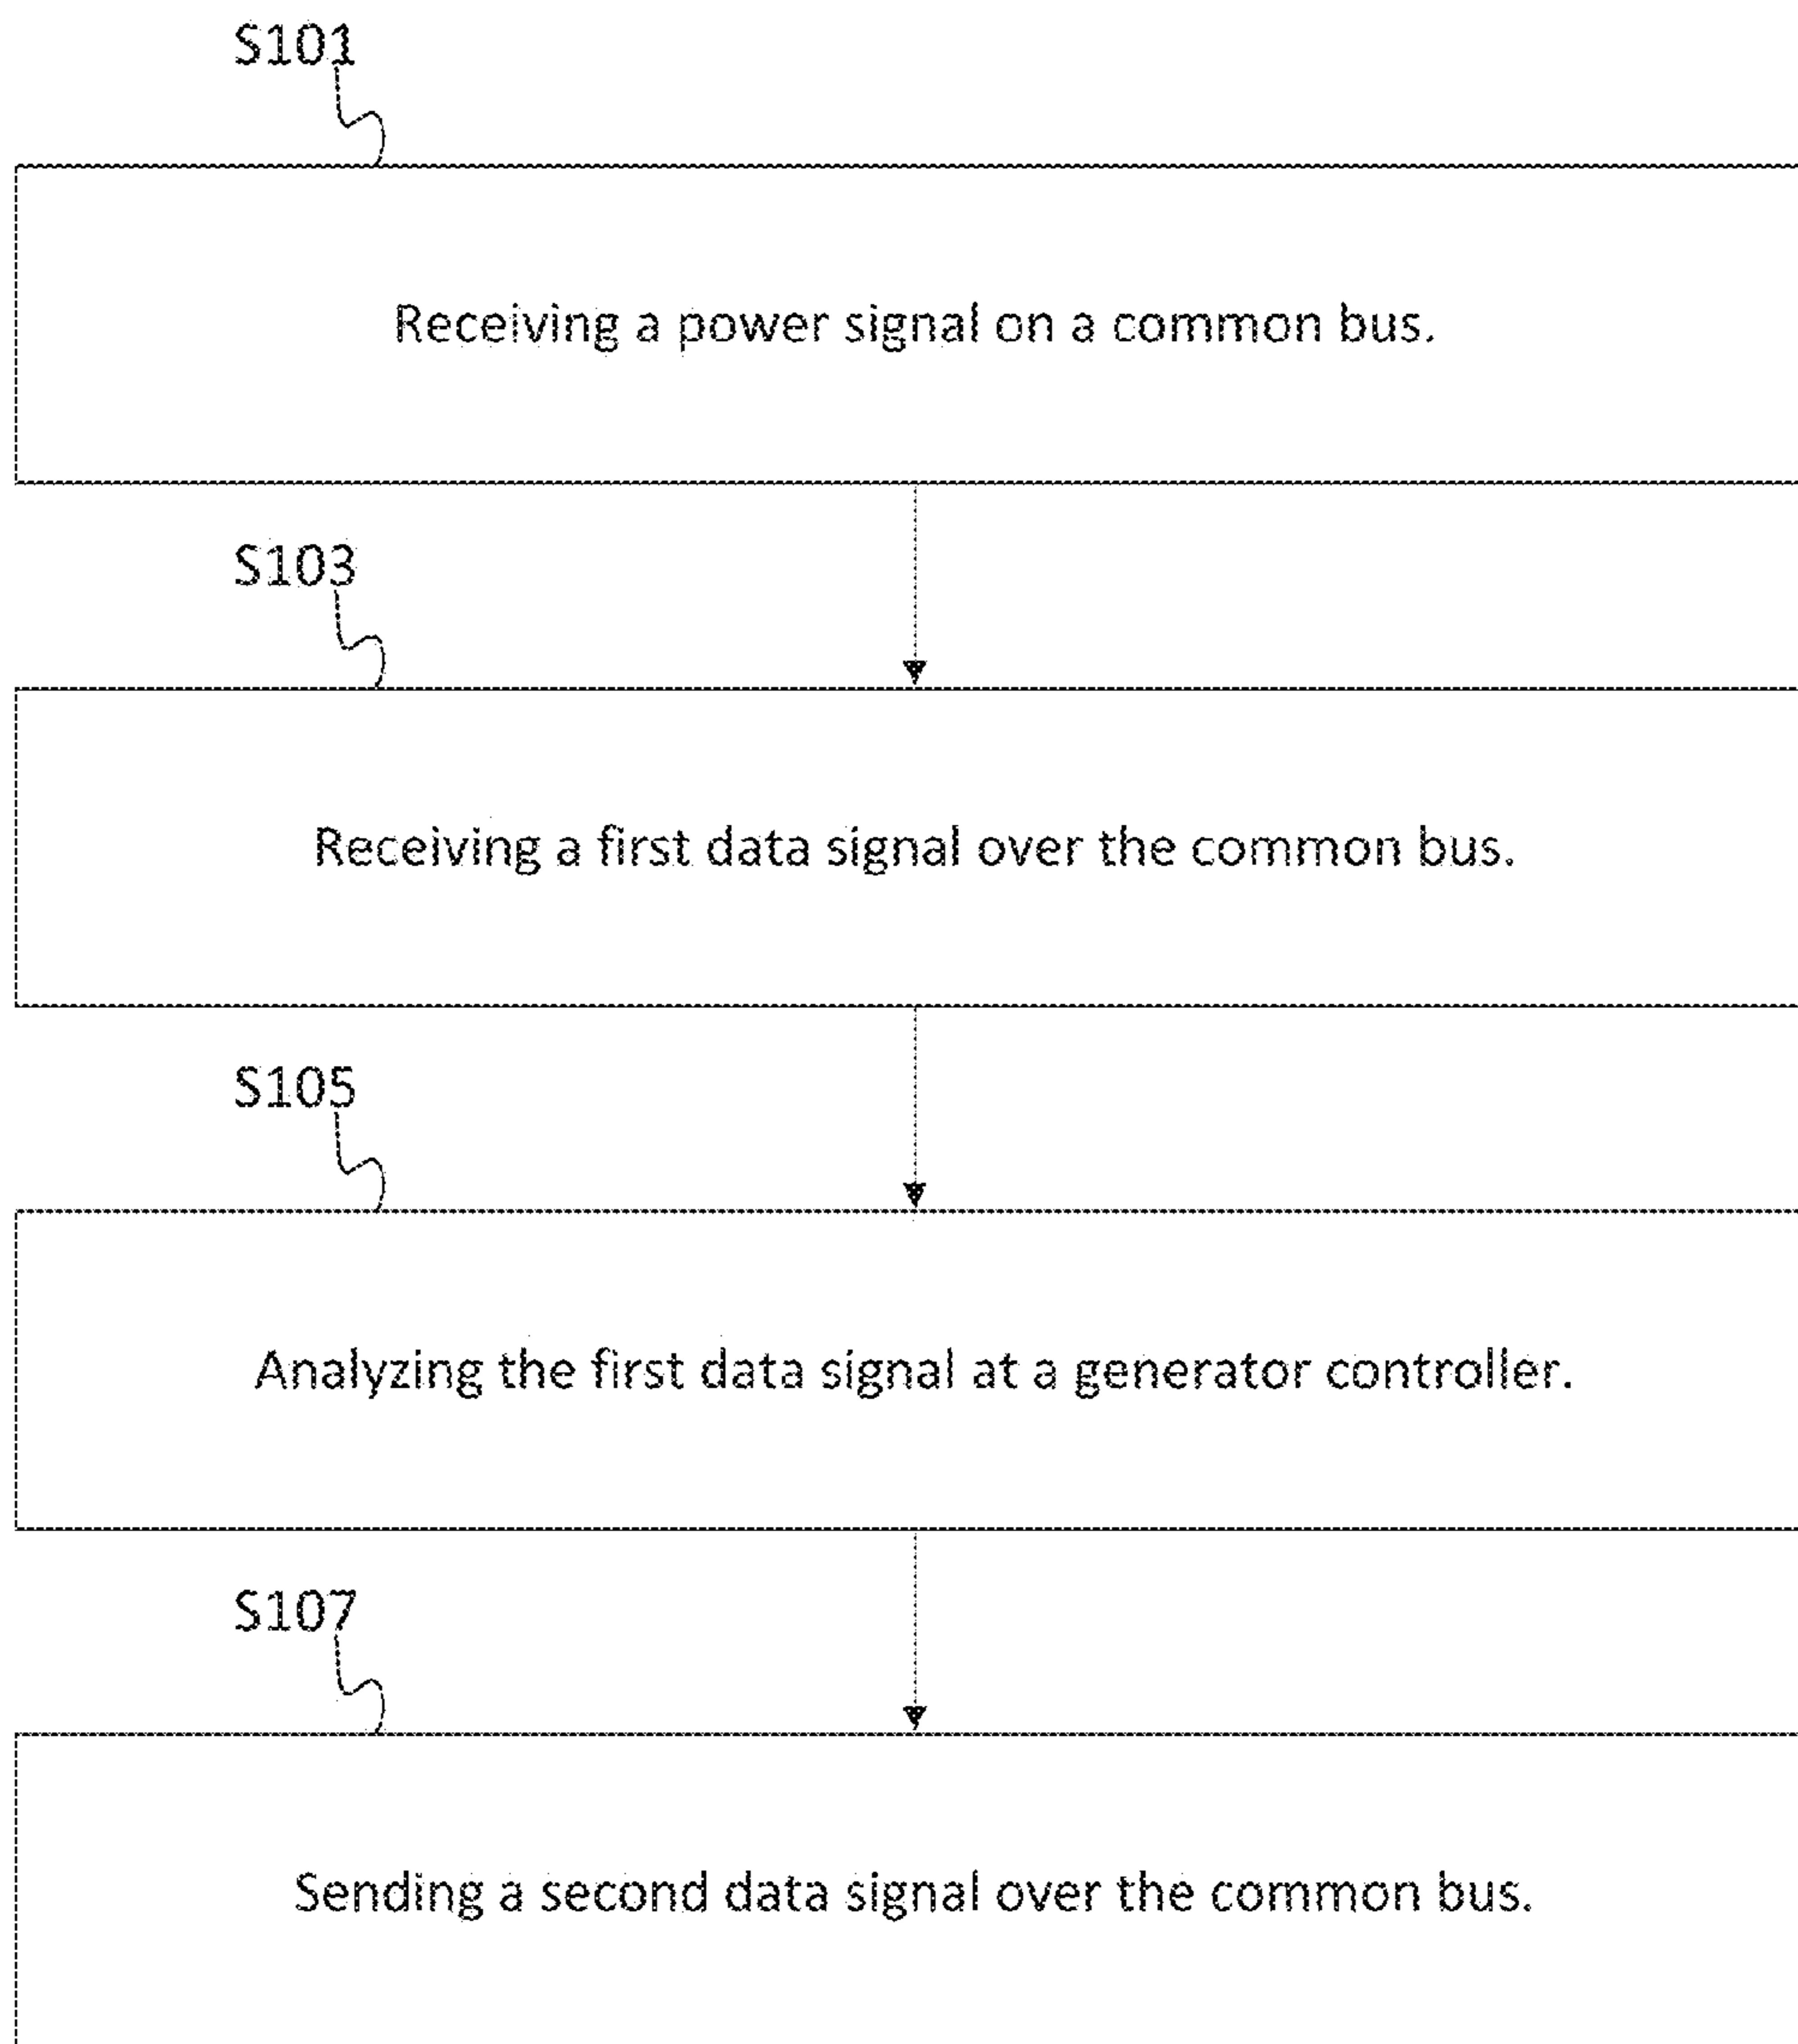 S101
Receiving a power signal on a common bus.
S103
Receiving a first data signal over the common bus.
S105
Analyzing the first data signal at a generator controller.
S107
Sending a second data signal over the common bus.